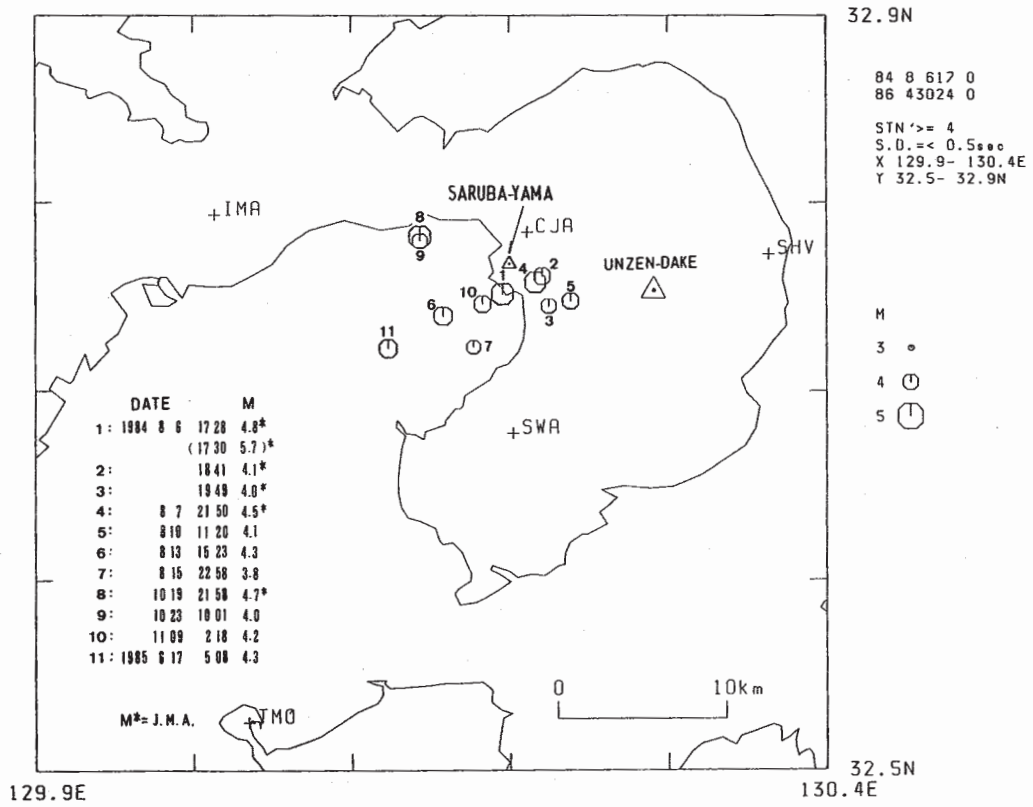 32.9N
84 8 617 0
86 43024 0
STN >= 4
S.D.=< 0.5sec
X 129.9- 130.4E
Y 32.5- 32.9N
SARUBA-YAMA
+IMA
+CJA
+SHV
UNZEN-DAKE
8
9
4
2
1
5
10
3
6
11
7
M
3
4
5
+SWA
DATE M
1: 1984 8 6 17 28 4.8*
(17 30 5.7)*
2: 18 41 4.1*
3: 19 49 4.0*
4: 8 7 21 50 4.5*
5: 8 10 11 20 4.1
6: 8 13 15 23 4.3
7: 8 15 22 58 3.8
8: 10 19 21 58 4.7*
9: 10 23 10 01 4.0
10: 11 09 2 18 4.2
11: 1985 6 17 5 08 4.3
M*= J.M.A.
+TMO
0 10km
32.5N
129.9E
130.4E